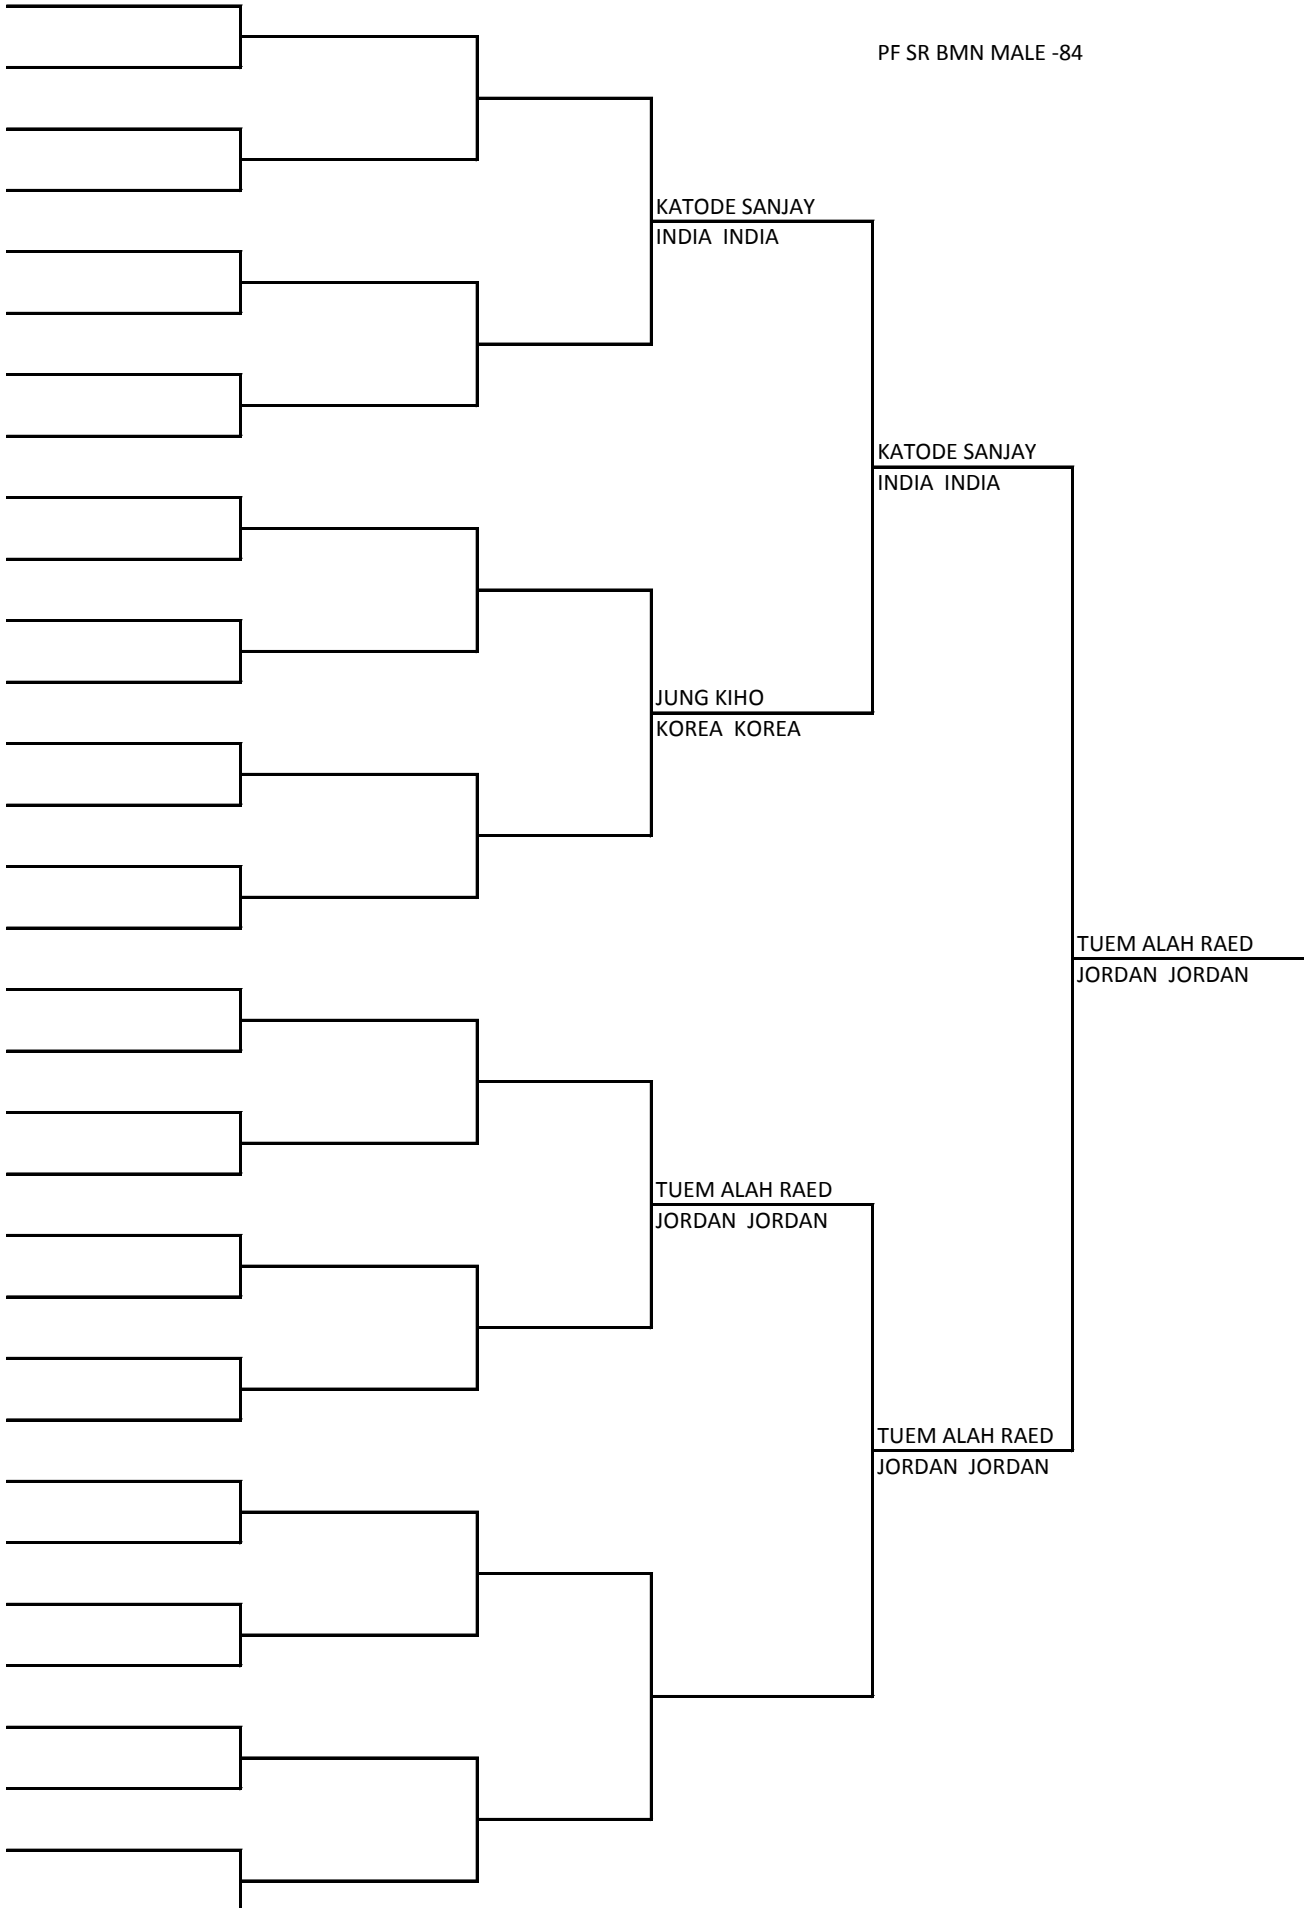 PF SR BMN MALE -84
KATODE SANJAY
INDIA  INDIA
KATODE SANJAY
INDIA  INDIA
JUNG KIHO
KOREA  KOREA
TUEM ALAH RAED
JORDAN  JORDAN
TUEM ALAH RAED
JORDAN  JORDAN
TUEM ALAH RAED
JORDAN  JORDAN